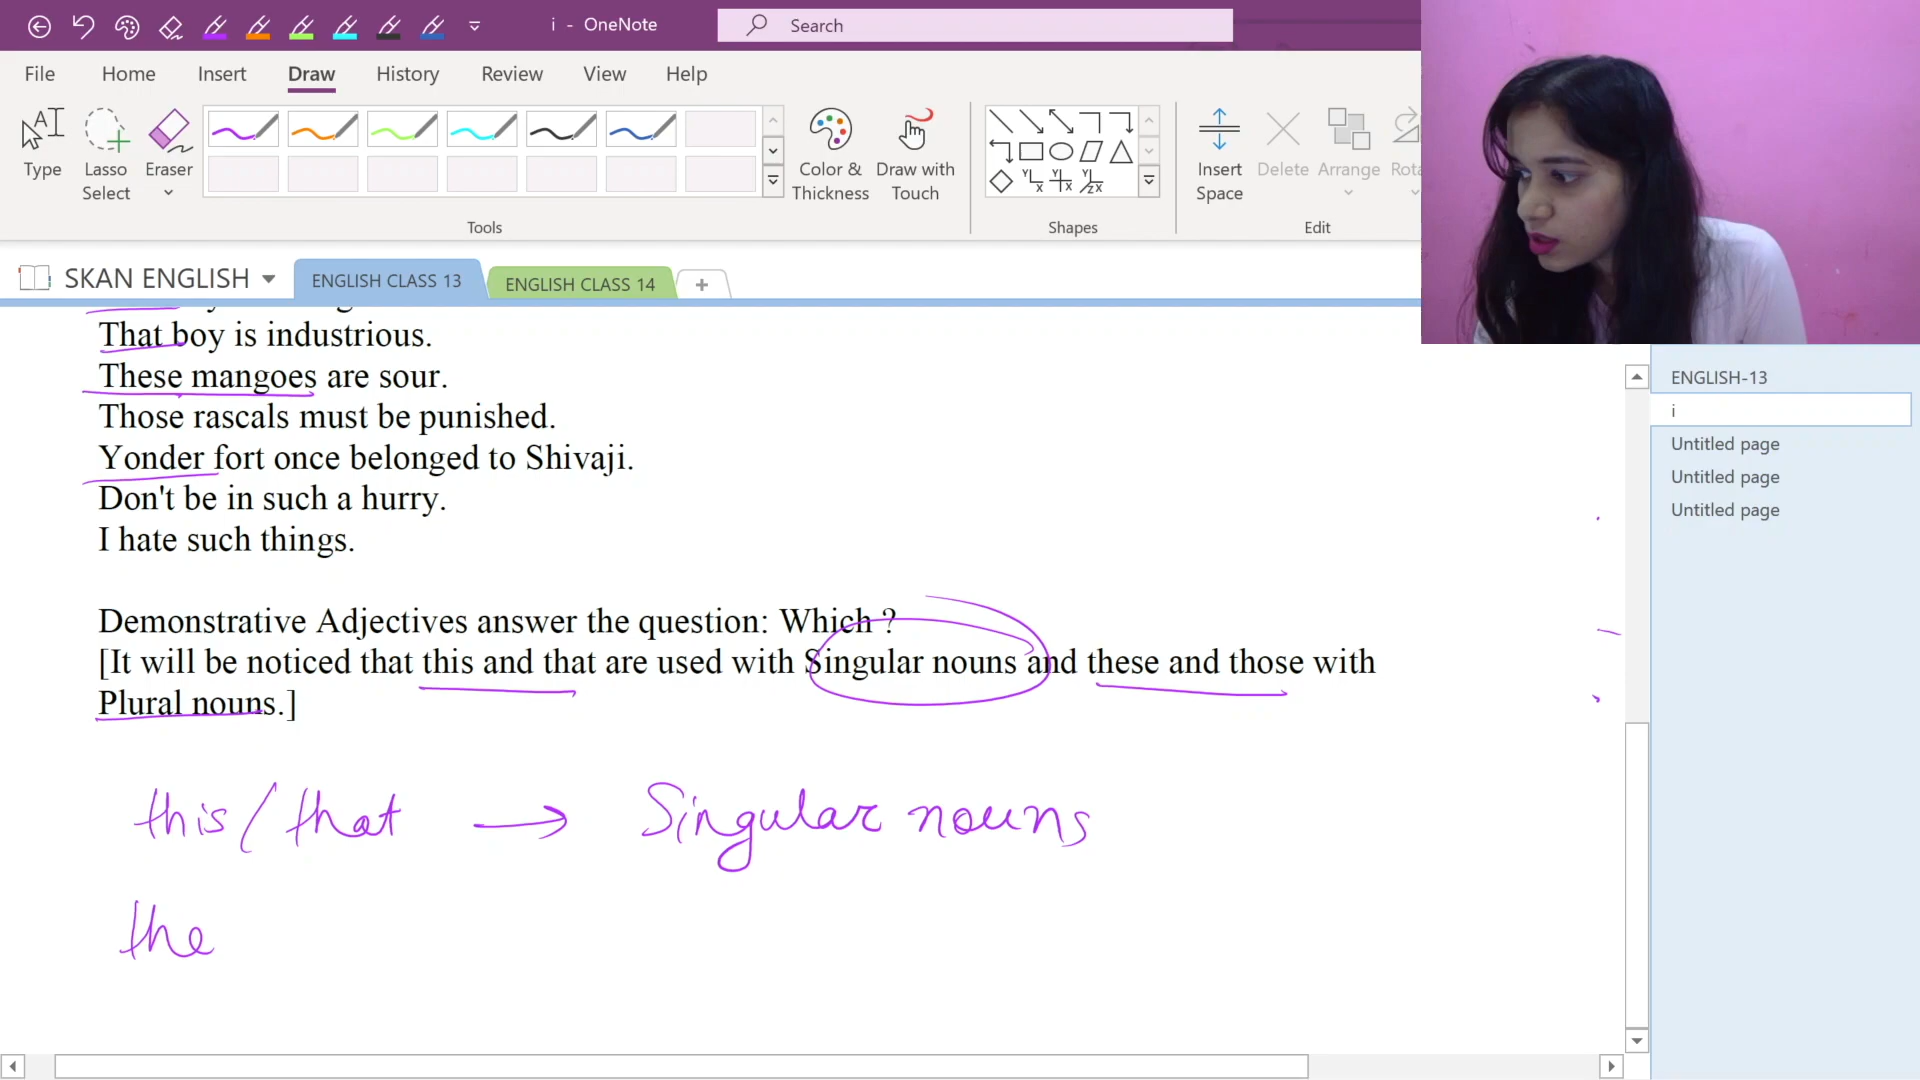 i - OneNote
Search
File Home Insert Draw History Review View Help
Type
Lasso Select
Eraser
Color & Thickness
Draw with Touch
Insert Space
Delete
Arrange
Rota
Tools
Shapes
Edit
SKAN ENGLISH
ENGLISH CLASS 13
ENGLISH CLASS 14
That boy is industrious.
These mangoes are sour.
Those rascals must be punished.
Yonder fort once belonged to Shivaji.
Don't be in such a hurry.
I hate such things.
Demonstrative Adjectives answer the question: Which ?
[It will be noticed that this and that are used with Singular nouns and these and those with
Plural nouns.]
this/that → Singular nouns
the
ENGLISH-13
i
Untitled page
Untitled page
Untitled page